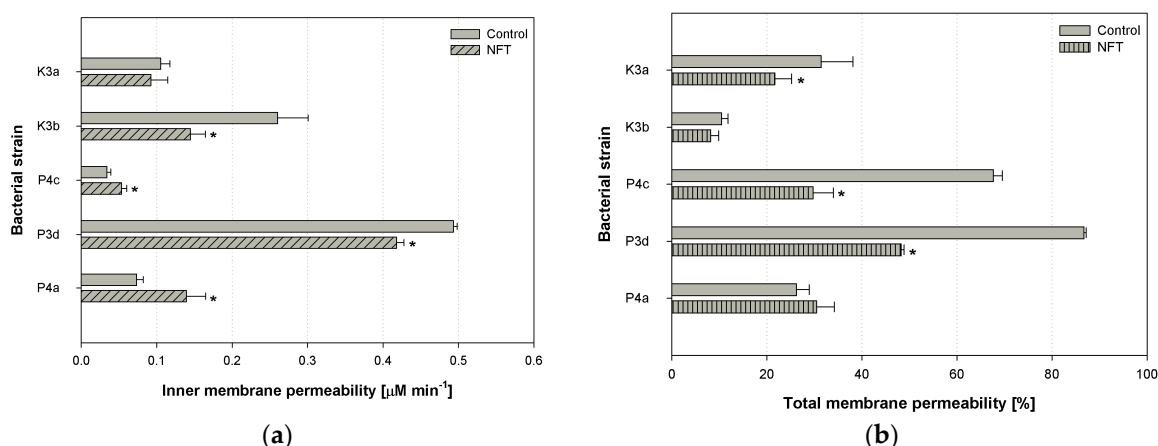 Control
NFT
K3a
K3b
P4c
P3d
P4a
*
*
*
*
Bacterial strain
0.0 0.1 0.2 0.3 0.4 0.5 0.6
Inner membrane permeability [µM min⁻¹]
(a)
Control
NFT
K3a
K3b
P4c
P3d
P4a
*
*
*
Bacterial strain
0 20 40 60 80 100
Total membrane permeability [%]
(b)